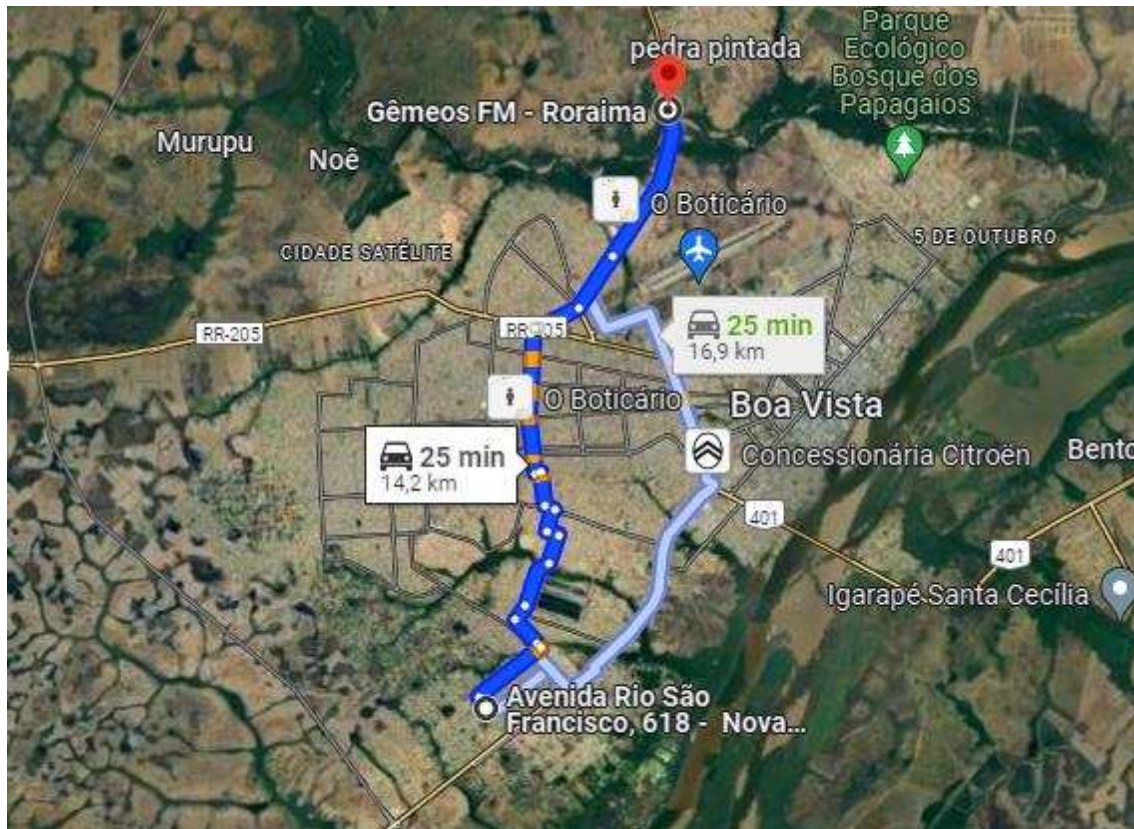 Parque
Ecológico
Bosque dos
Papagaios
pedra pintada
Gêmeos FM - Roraima
Murupu
Noê
O Boticário
5 DE OUTUBRO
CIDADE SATÉLITE
RR-205
RR-205
25 min
16,9 km
O Boticário
Boa Vista
25 min
14,2 km
Concessionária Citroën
Bento
401
401
Igarapé Santa Cecília
Avenida Rio São
Francisco, 618 - Nova...